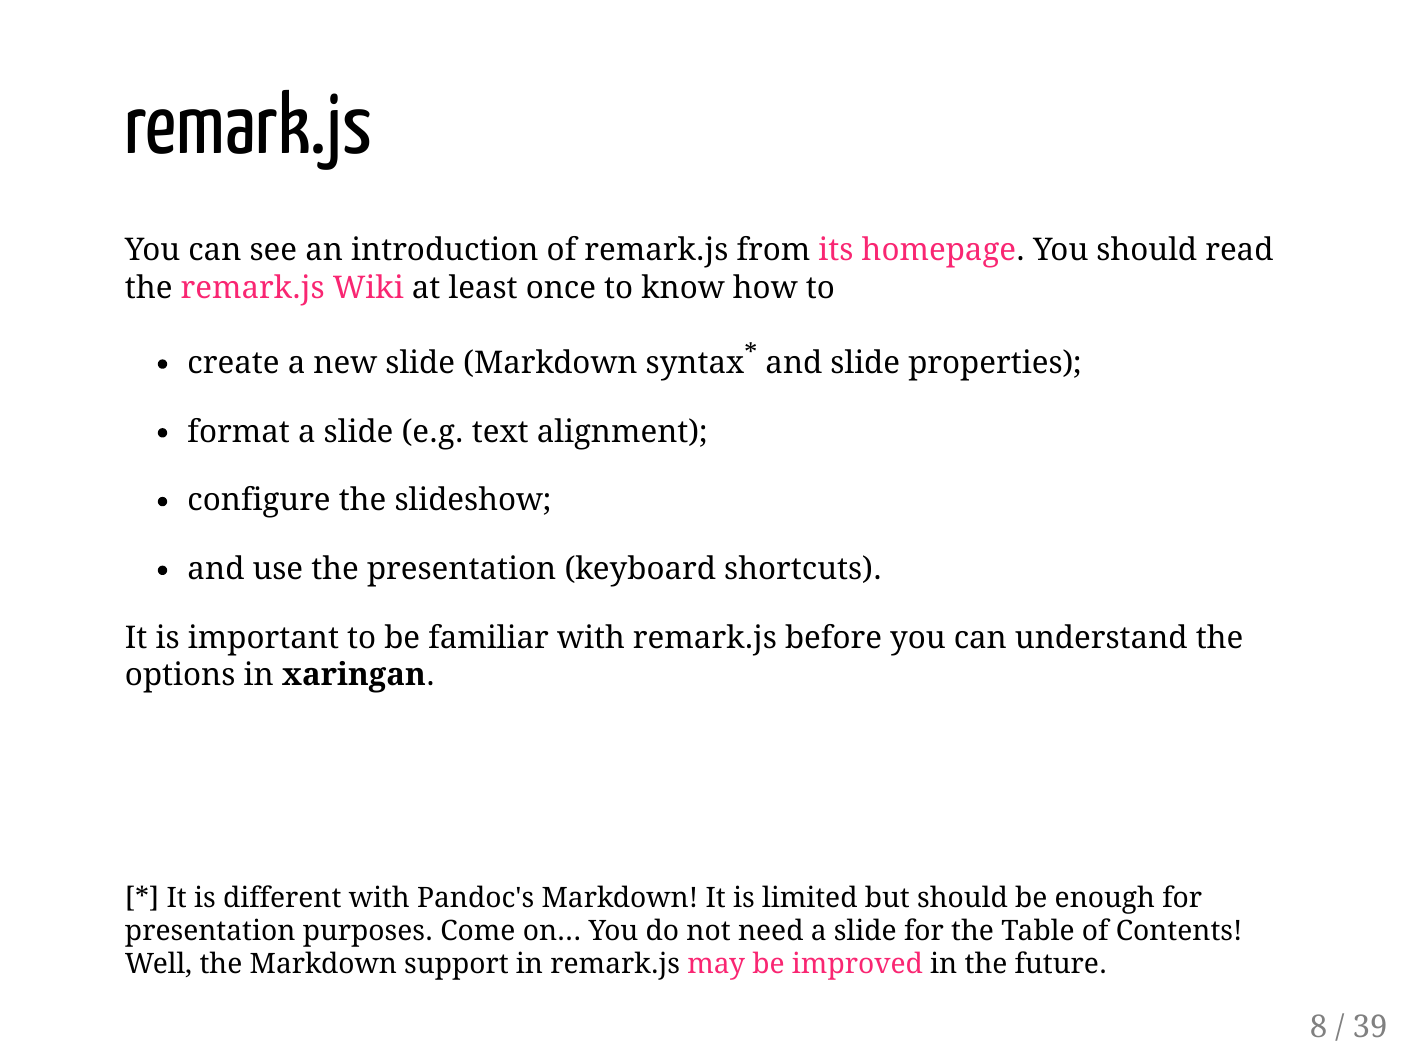 remark.js
You can see an introduction of remark.js from its homepage. You should read
the remark.js Wiki at least once to know how to
• create a new slide (Markdown syntax* and slide properties);
• format a slide (e.g. text alignment);
• configure the slideshow;
• and use the presentation (keyboard shortcuts).
It is important to be familiar with remark.js before you can understand the
options in xaringan.
[*] It is different with Pandoc's Markdown! It is limited but should be enough for
presentation purposes. Come on... You do not need a slide for the Table of Contents!
Well, the Markdown support in remark.js may be improved in the future.
8 / 39